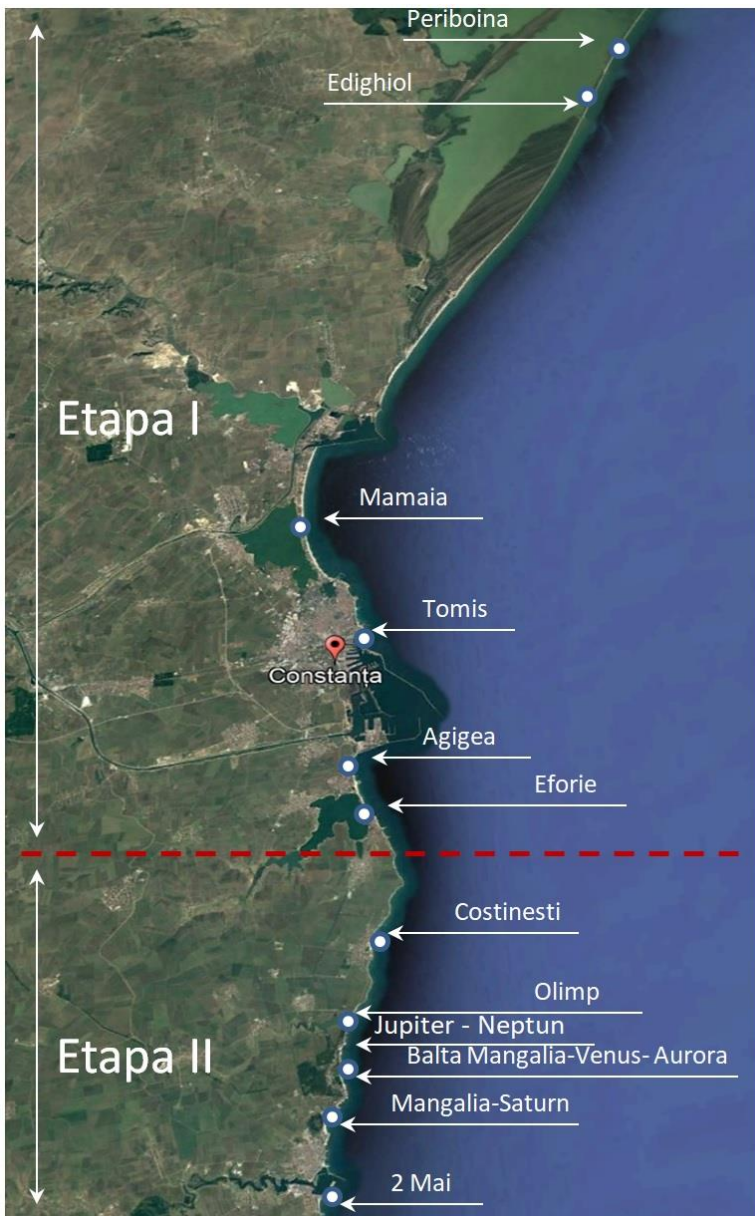 Periboina
Edighiol
Etapa I
Mamaia
Tomis
Constanța
Agigea
Eforie
Costinesti
Olimp
Jupiter - Neptun
Etapa II
Balta Mangalia-Venus- Aurora
Mangalia-Saturn
2 Mai